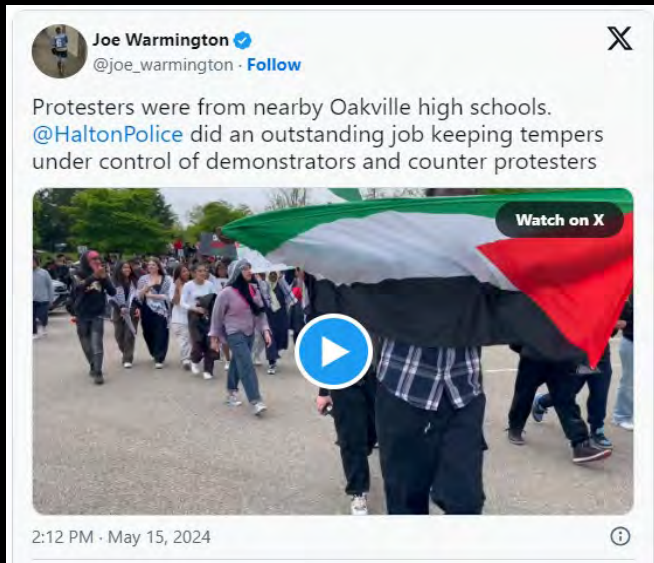 Joe Warmington
@joe_warmington · Follow
Protesters were from nearby Oakville high schools.
@HaltonPolice did an outstanding job keeping tempers
under control of demonstrators and counter protesters
Watch on X
2:12 PM · May 15, 2024